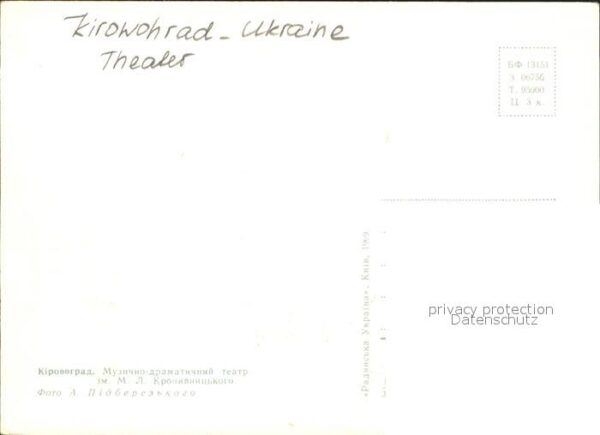 Kirowohrad - Ukraine
Theater
БФ 13151
З 06756
Т. 95000
Ц 3 к.
«Радянська Україна», Київ, 1969.
privacy protection
Datenschutz
Кіровоград. Музично-драматичний театр
ім. М. Л. Кропивницького.
Фото А. Підберезького